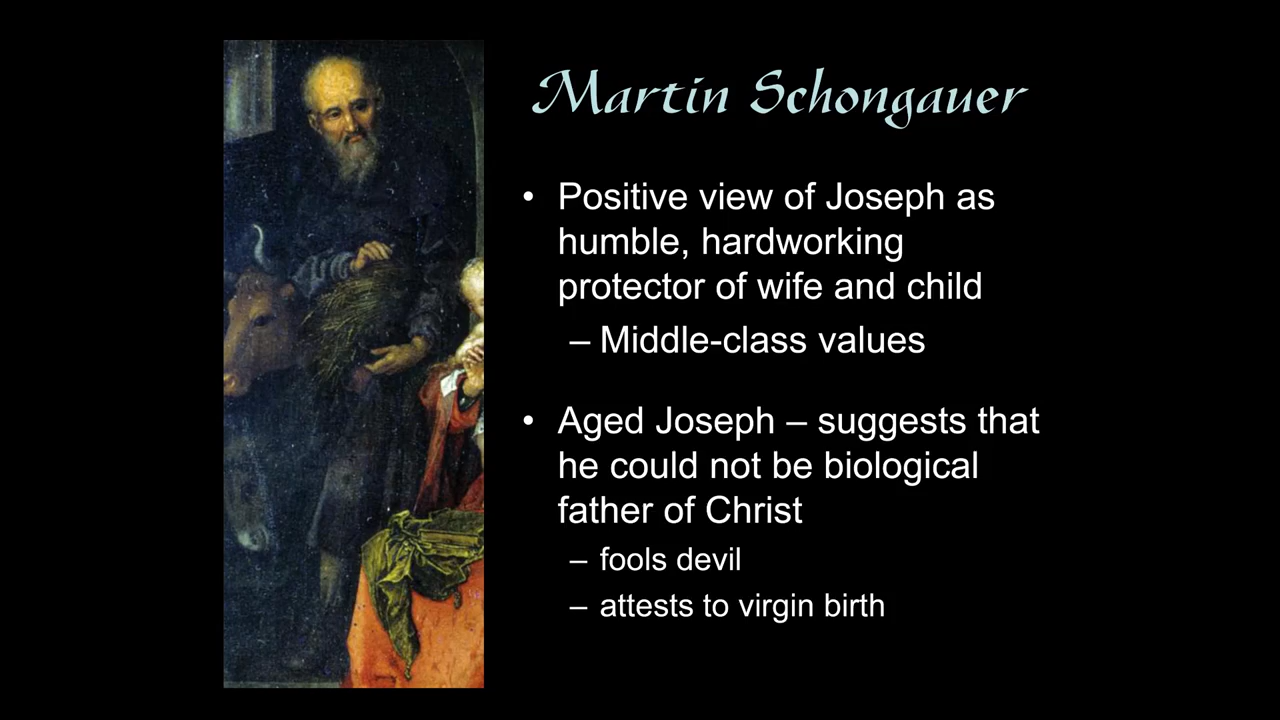 Martin Schongauer
• Positive view of Joseph as
humble, hardworking
protector of wife and child
– Middle-class values
• Aged Joseph – suggests that
he could not be biological
father of Christ
– fools devil
– attests to virgin birth